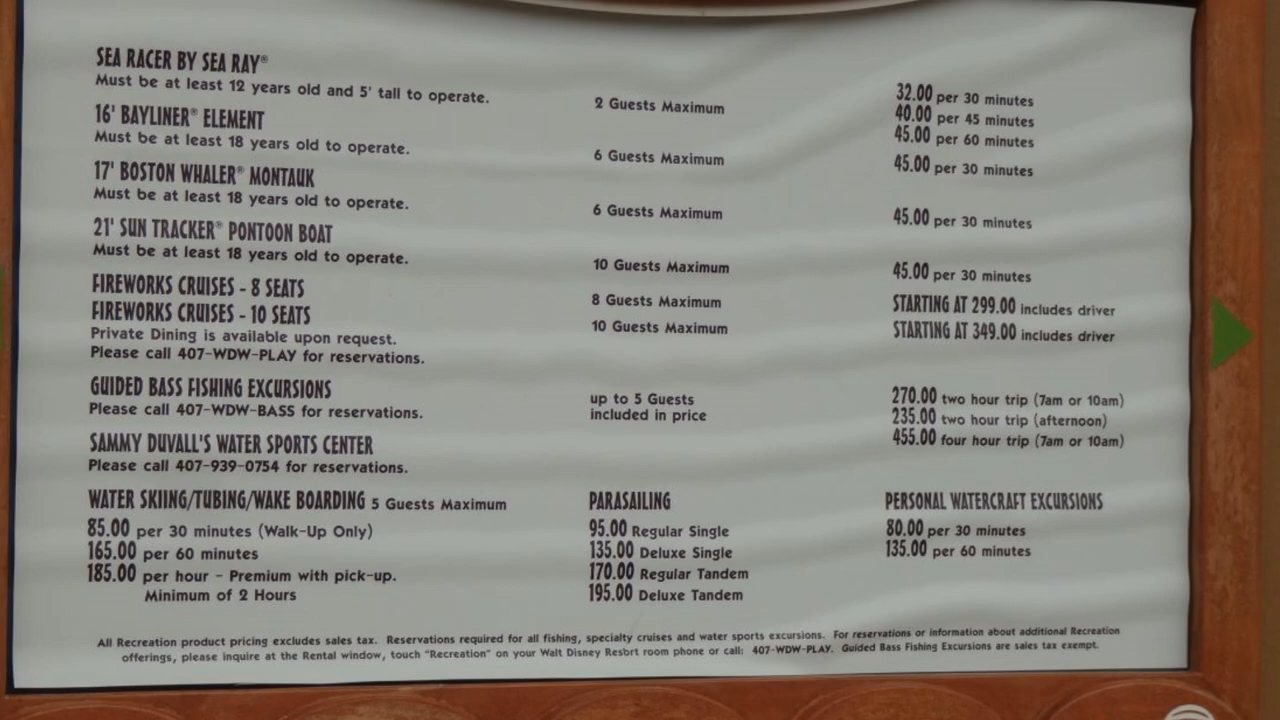 SEA RACER BY SEA RAY®
Must be at least 12 years old and 5' tall to operate.
2 Guests Maximum
32.00 per 30 minutes
40.00 per 45 minutes
45.00 per 60 minutes
16' BAYLINER® ELEMENT
Must be at least 18 years old to operate.
6 Guests Maximum
45.00 per 30 minutes
17' BOSTON WHALER® MONTAUK
Must be at least 18 years old to operate.
6 Guests Maximum
45.00 per 30 minutes
21' SUN TRACKER® PONTOON BOAT
Must be at least 18 years old to operate.
10 Guests Maximum
45.00 per 30 minutes
FIREWORKS CRUISES - 8 SEATS
8 Guests Maximum
STARTING AT 299.00 includes driver
FIREWORKS CRUISES - 10 SEATS
10 Guests Maximum
STARTING AT 349.00 includes driver
Private Dining is available upon request.
Please call 407-WDW-PLAY for reservations.
GUIDED BASS FISHING EXCURSIONS
Please call 407-WDW-BASS for reservations.
up to 5 Guests
included in price
270.00 two hour trip (7am or 10am)
235.00 two hour trip (afternoon)
455.00 four hour trip (7am or 10am)
SAMMY DUVALL'S WATER SPORTS CENTER
Please call 407-939-0754 for reservations.
WATER SKIING/TUBING/WAKE BOARDING 5 Guests Maximum
85.00 per 30 minutes (Walk-Up Only)
165.00 per 60 minutes
185.00 per hour - Premium with pick-up.
Minimum of 2 Hours
PARASAILING
95.00 Regular Single
135.00 Deluxe Single
170.00 Regular Tandem
195.00 Deluxe Tandem
PERSONAL WATERCRAFT EXCURSIONS
80.00 per 30 minutes
135.00 per 60 minutes
All Recreation product pricing excludes sales tax. Reservations required for all fishing, specialty cruises and water sports excursions. For reservations or information about additional Recreation
offerings, please inquire at the Rental window, touch "Recreation" on your Walt Disney Resort room phone or call: 407-WDW-PLAY. Guided Bass Fishing Excursions are sales tax exempt.